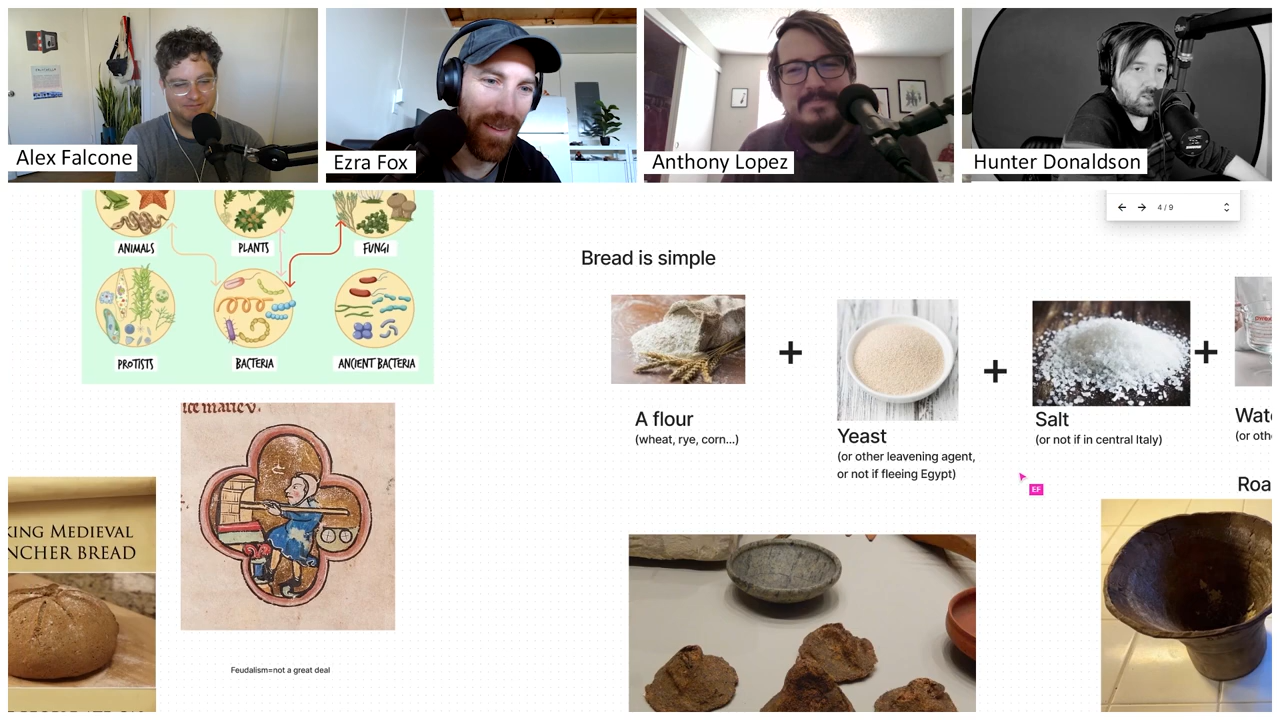 Alex Falcone
Ezra Fox
Anthony Lopez
Hunter Donaldson
4 / 9
ANIMALS
PLANTS
FUNGI
PROTISTS
BACTERIA
ANCIENT BACTERIA
Bread is simple
+
+
+
A flour
(wheat, rye, corn...)
Yeast
(or other leavening agent,
or not if fleeing Egypt)
Salt
(or not if in central Italy)
Wat
(or oth
EF
Roa
KING MEDIEVAL
NCHER BREAD
Feudalism=not a great deal